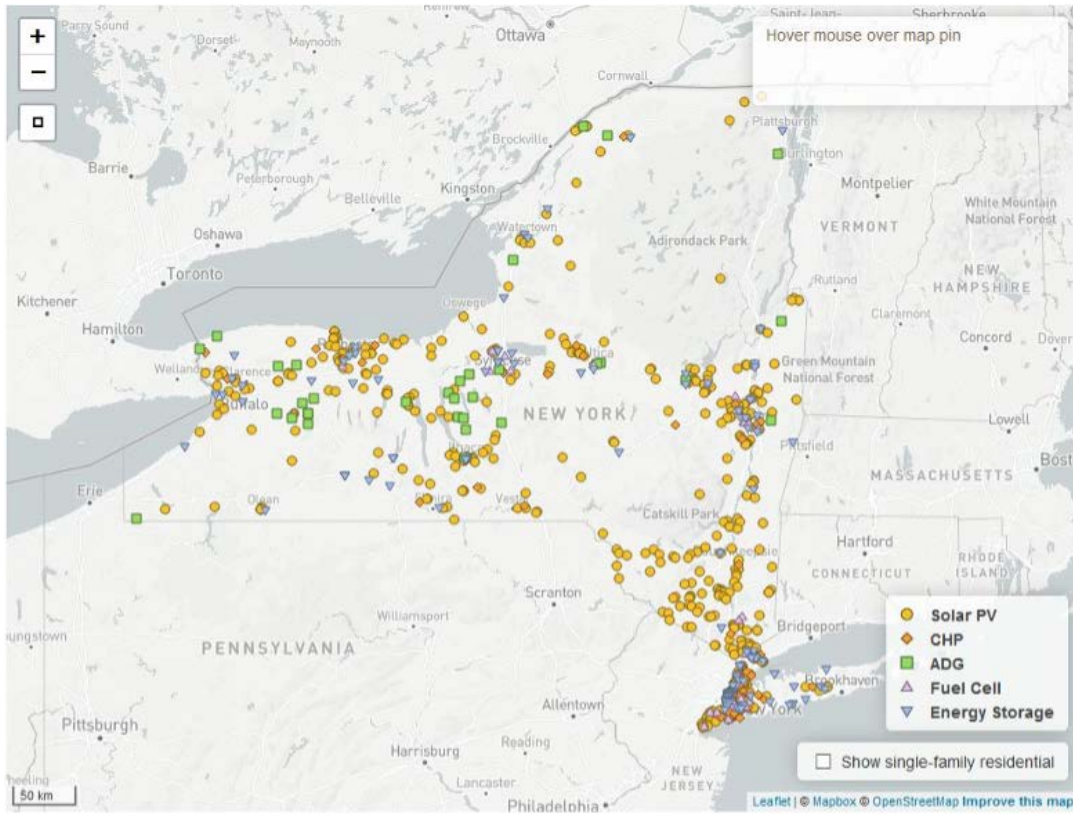 Parry Sound
Renfrew
Saint-Jean-
Sherbrooke
+
−
Dorset
Maynooth
Ottawa
Hover mouse over map pin
Cornwall
Plattsburgh
Barrie
Brockville
Burlington
Peterborough
Kingston
Montpelier
Belleville
White Mountain
National Forest
Oshawa
Watertown
VERMONT
Adirondack Park
Toronto
NEW
HAMPSHIRE
Kitchener
Rutland
Oswego
Claremont
Hamilton
Concord
Dover
Utica
Welland
Clarence
Green Mountain
National Forest
Buffalo
NEW YORK
Lowell
Pittsfield
Ithaca
MASSACHUSETTS
Bost
Erie
Olean
Elmira
Vestal
Catskill Park
Hartford
RHODE
ISLAND
CONNECTICUT
Scranton
Williamsport
Solar PV
CHP
ADG
Fuel Cell
Energy Storage
Bridgeport
oungstown
PENNSYLVANIA
Brookhaven
Allentown
Pittsburgh
Reading
Harrisburg
NEW
JERSEY
Show single-family residential
heeling
Lancaster
50 km
Philadelphia
Leaflet | © Mapbox © OpenStreetMap Improve this map